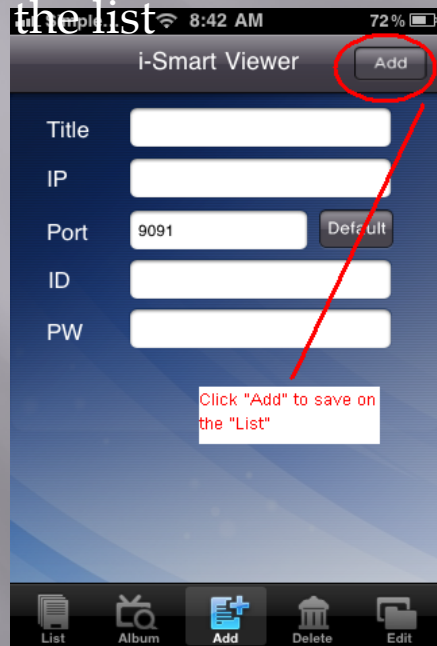 the list
8:42 AM
72%
i-Smart Viewer
Add
Title
IP
Port
9091
Default
ID
PW
Click "Add" to save on
the "List"
List
Album
Add
Delete
Edit